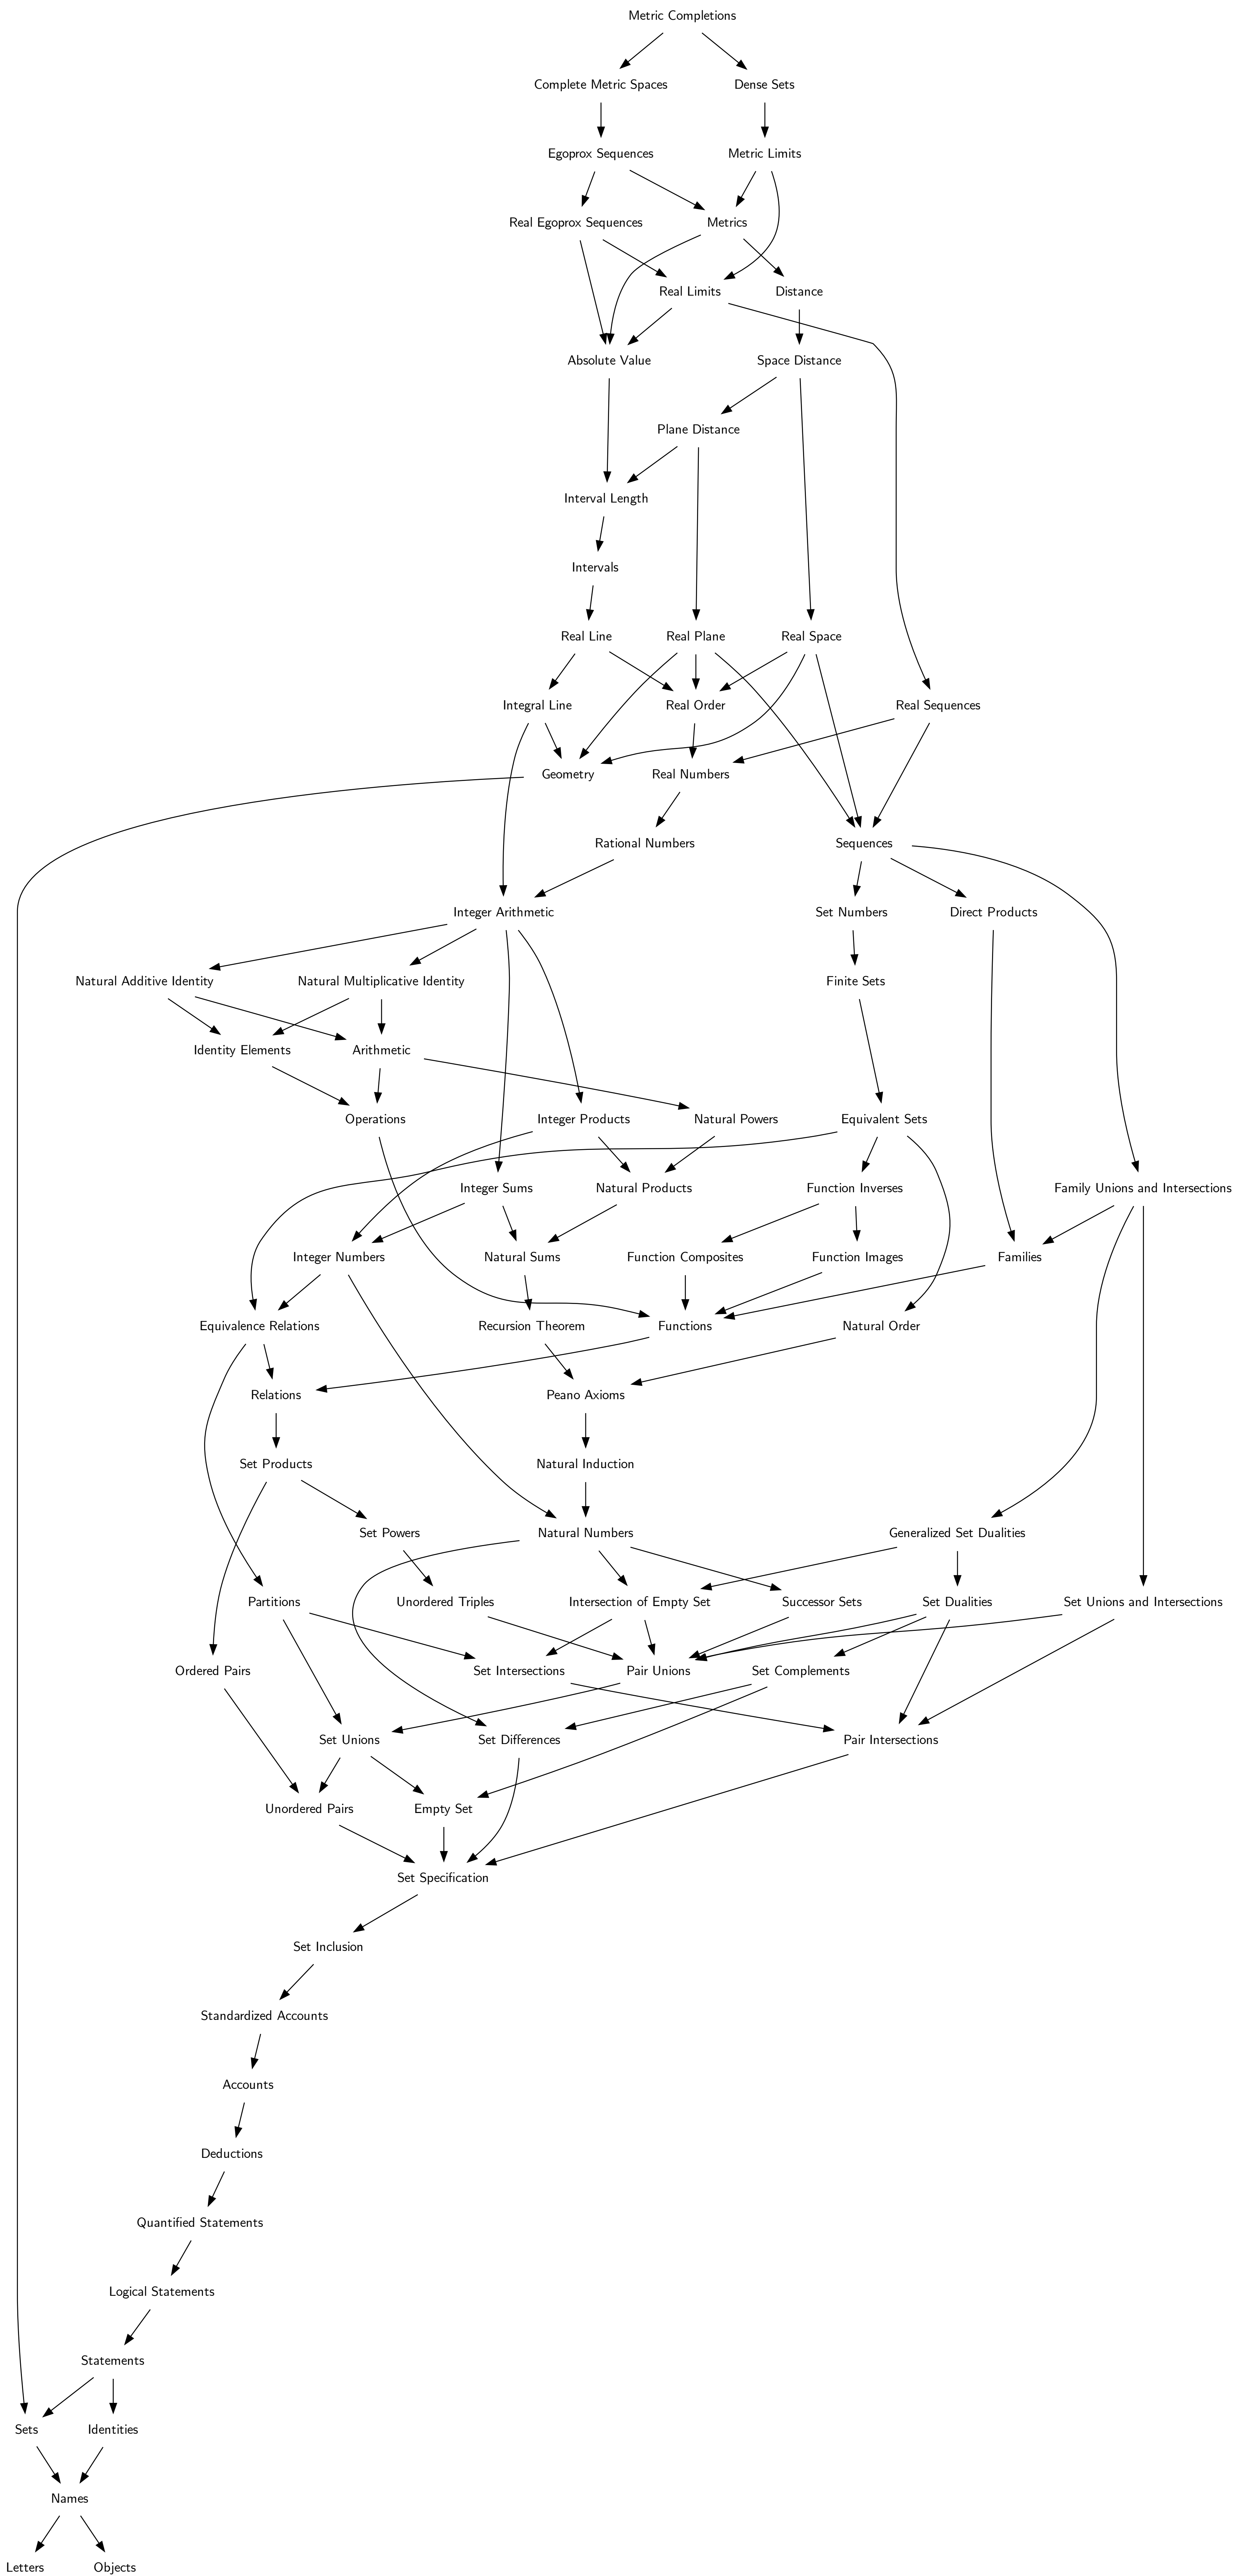 Metric Completions
Complete Metric Spaces
Dense Sets
Egoprox Sequences
Metric Limits
Real Egoprox Sequences
Metrics
Real Limits
Distance
Absolute Value
Space Distance
Plane Distance
Interval Length
Intervals
Real Line
Real Plane
Real Space
Integral Line
Real Order
Real Sequences
Geometry
Real Numbers
Rational Numbers
Sequences
Integer Arithmetic
Set Numbers
Direct Products
Natural Additive Identity
Natural Multiplicative Identity
Finite Sets
Identity Elements
Arithmetic
Operations
Integer Products
Natural Powers
Equivalent Sets
Integer Sums
Natural Products
Function Inverses
Family Unions and Intersections
Integer Numbers
Natural Sums
Function Composites
Function Images
Families
Equivalence Relations
Recursion Theorem
Functions
Natural Order
Relations
Peano Axioms
Set Products
Natural Induction
Set Powers
Natural Numbers
Generalized Set Dualities
Partitions
Unordered Triples
Intersection of Empty Set
Successor Sets
Set Dualities
Set Unions and Intersections
Ordered Pairs
Set Intersections
Pair Unions
Set Complements
Set Unions
Set Differences
Pair Intersections
Unordered Pairs
Empty Set
Set Specification
Set Inclusion
Standardized Accounts
Accounts
Deductions
Quantified Statements
Logical Statements
Statements
Sets
Identities
Names
Letters
Objects